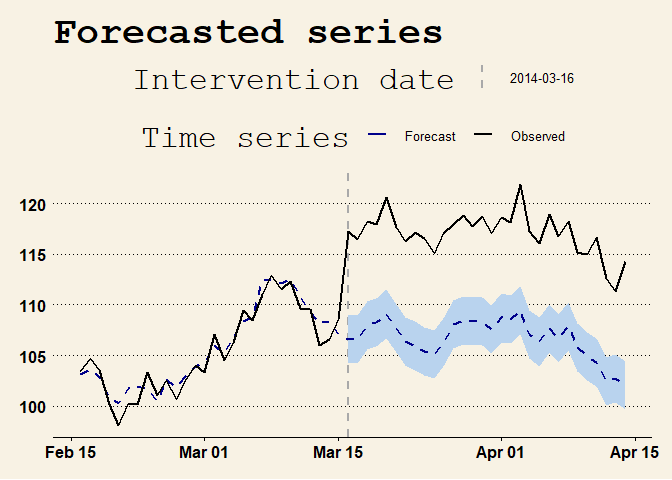 Forecasted series
Intervention date 2014-03-16
Time series Forecast Observed
120
115
110
105
100
Feb 15 Mar 01 Mar 15 Apr 01 Apr 15